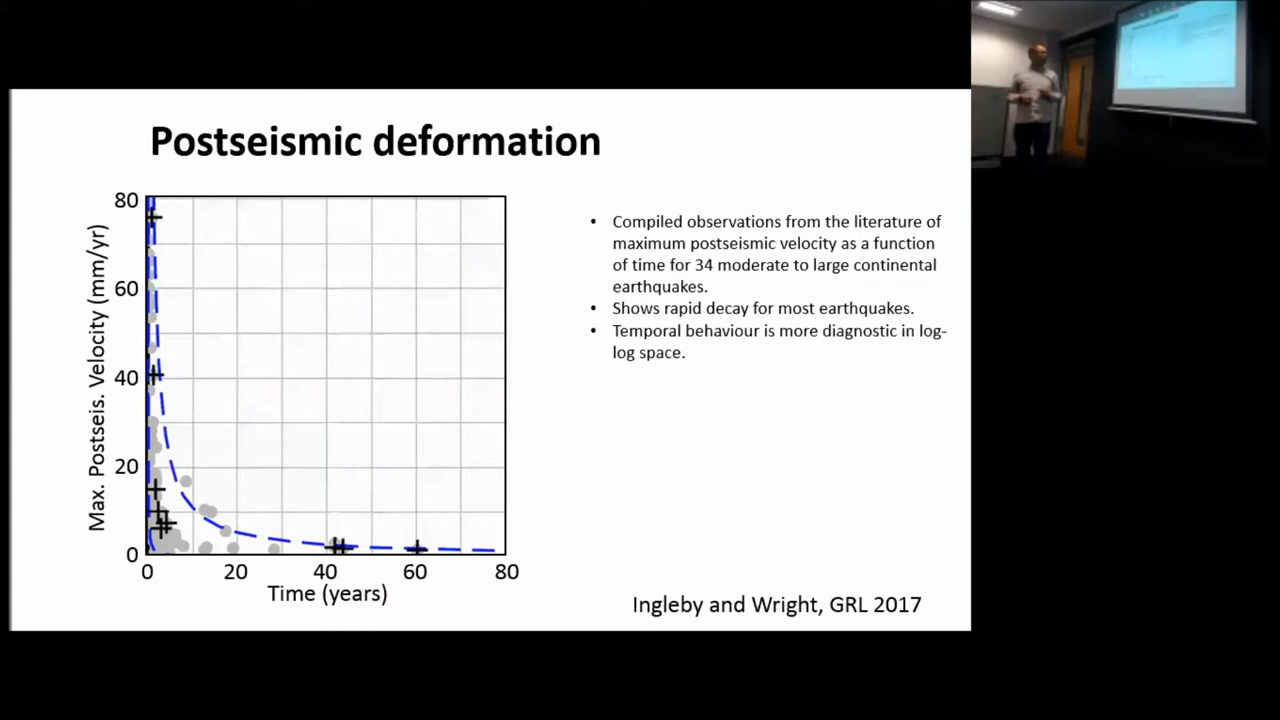 Postseismic deformation
80
60
40
20
0
Max. Postseis. Velocity (mm/yr)
0 20 40 60 80
Time (years)
• Compiled observations from the literature of
maximum postseismic velocity as a function
of time for 34 moderate to large continental
earthquakes.
• Shows rapid decay for most earthquakes.
• Temporal behaviour is more diagnostic in log-
log space.
Ingleby and Wright, GRL 2017